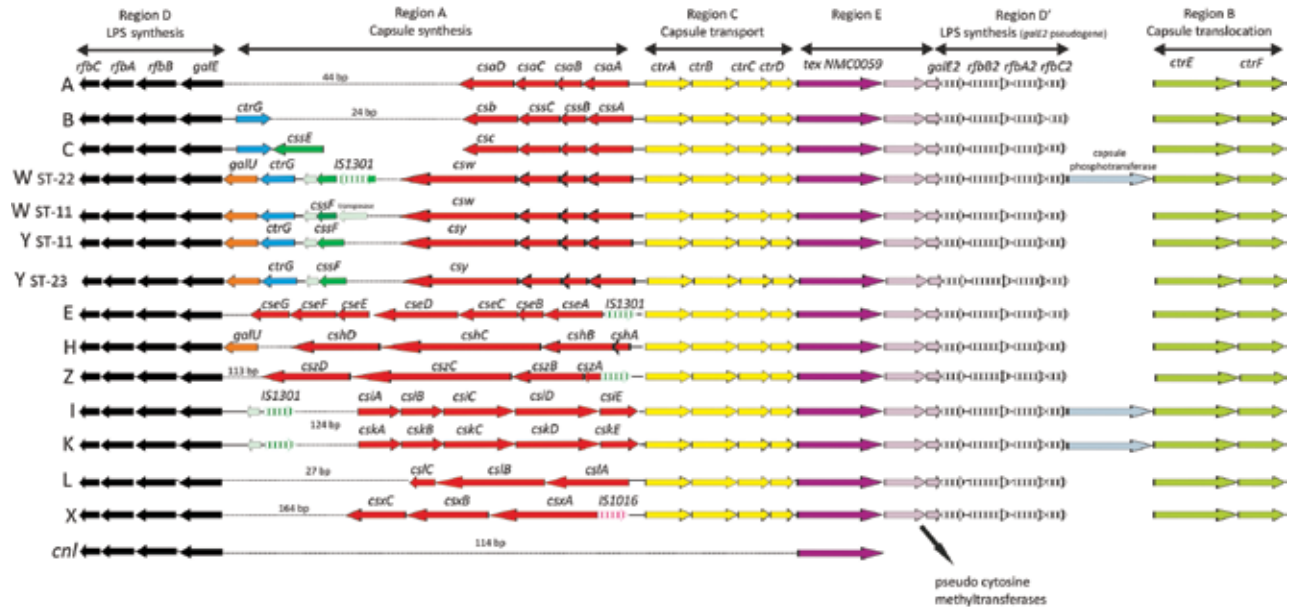 Region D
LPS synthesis
Region A
Capsule synthesis
Region C
Capsule transport
Region E
Region D'
LPS synthesis (galE2 pseudogene)
Region B
Capsule translocation
rfbC rfbA rfbB galE
44 bp
csaD csaC csaB csaA
ctrA ctrB ctrC ctrD
tex NMC0059
galE2 rfbB2 rfbA2 rfbC2
ctrE ctrF
A
ctrG
24 bp
csb cssC cssB cssA
B
cssE
csc
C
galU ctrG IS1301
csw
capsule
phosphotransferase
W ST-22
cssF transposase
csw
W ST-11
ctrG cssF
csy
Y ST-11
ctrG cssF
csy
Y ST-23
cseG cseF cseE cseD cseC cseB cseA IS1301
E
galU
cshD cshC cshB cshA
H
113 bp
cszD cszC cszB cszA
Z
IS1301
csiA csiB csiC csiD csiE
I
124 bp
cskA cskB cskC cskD cskE
K
27 bp
cslC cslB cslA
L
164 bp
csxC csxB csxA IS1016
X
114 bp
cnl
pseudo cytosine
methyltransferases